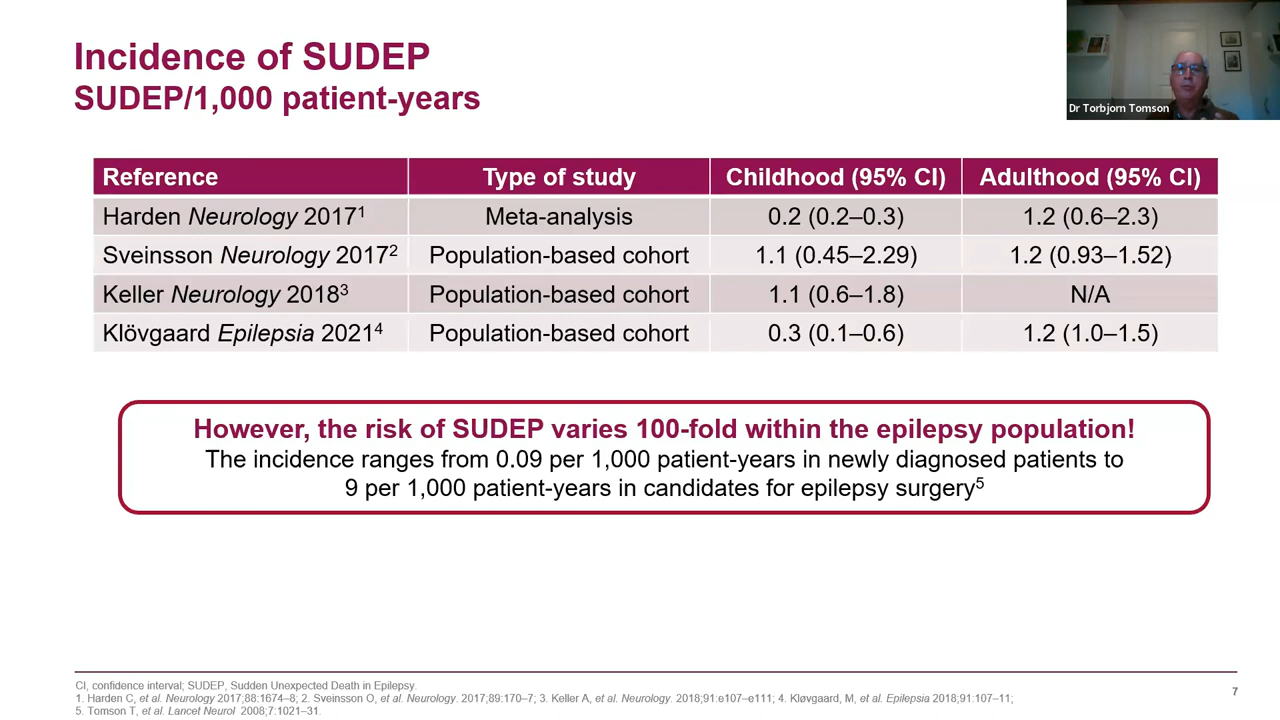 Incidence of SUDEP
SUDEP/1,000 patient-years
Dr Torbjorn Tomson
Reference Type of study Childhood (95% CI) Adulthood (95% CI)
Harden Neurology 2017¹ Meta-analysis 0.2 (0.2–0.3) 1.2 (0.6–2.3)
Sveinsson Neurology 2017² Population-based cohort 1.1 (0.45–2.29) 1.2 (0.93–1.52)
Keller Neurology 2018³ Population-based cohort 1.1 (0.6–1.8) N/A
Klövgaard Epilepsia 2021⁴ Population-based cohort 0.3 (0.1–0.6) 1.2 (1.0–1.5)
However, the risk of SUDEP varies 100-fold within the epilepsy population!
The incidence ranges from 0.09 per 1,000 patient-years in newly diagnosed patients to
9 per 1,000 patient-years in candidates for epilepsy surgery⁵
CI, confidence interval; SUDEP, Sudden Unexpected Death in Epilepsy.
1. Harden C, et al. Neurology 2017;88:1674–8; 2. Sveinsson O, et al. Neurology. 2017;89:170–7; 3. Keller A, et al. Neurology. 2018;91:e107–e111; 4. Kløvgaard, M, et al. Epilepsia 2018;91:107–11;
5. Tomson T, et al. Lancet Neurol 2008;7:1021–31.
7